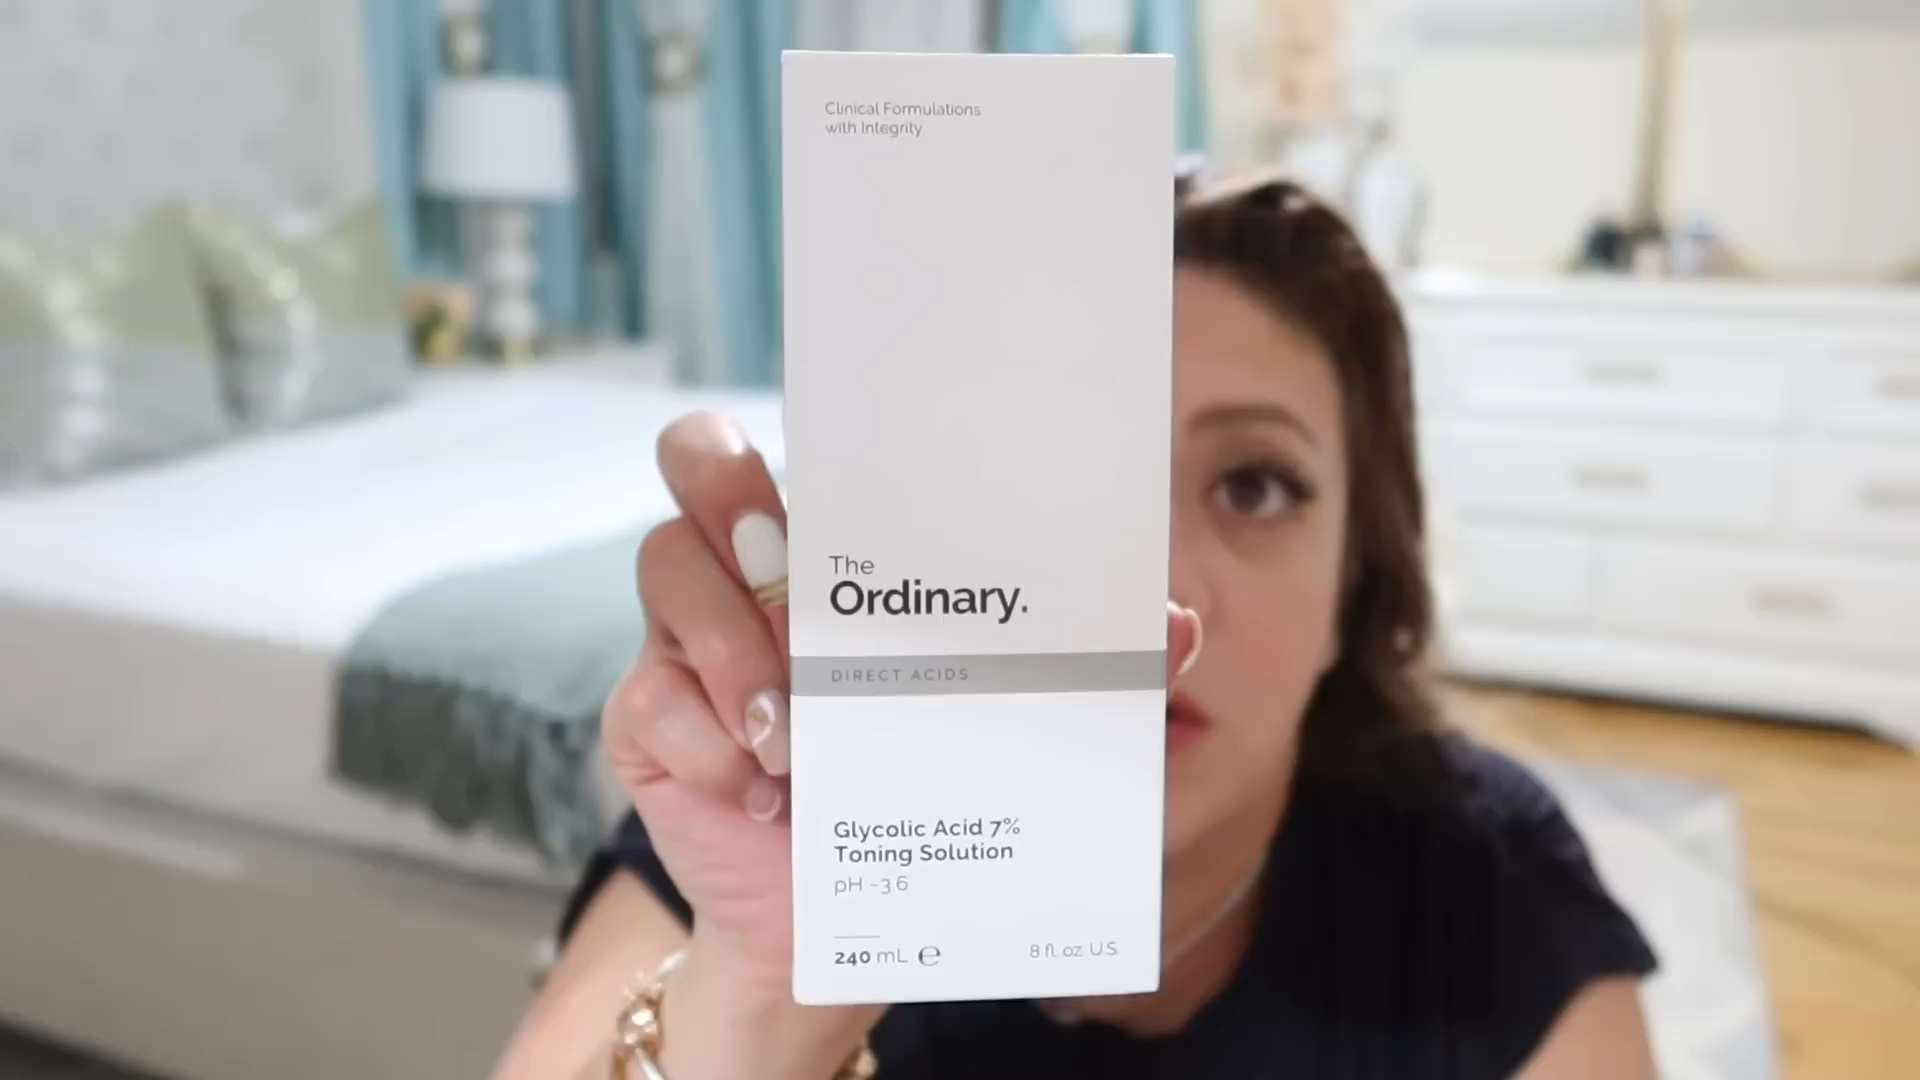 Clinical Formulations
with Integrity
The
Ordinary.
DIRECT ACIDS
Glycolic Acid 7%
Toning Solution
pH ~3.6
240 mL ℮
8 fl oz U.S.